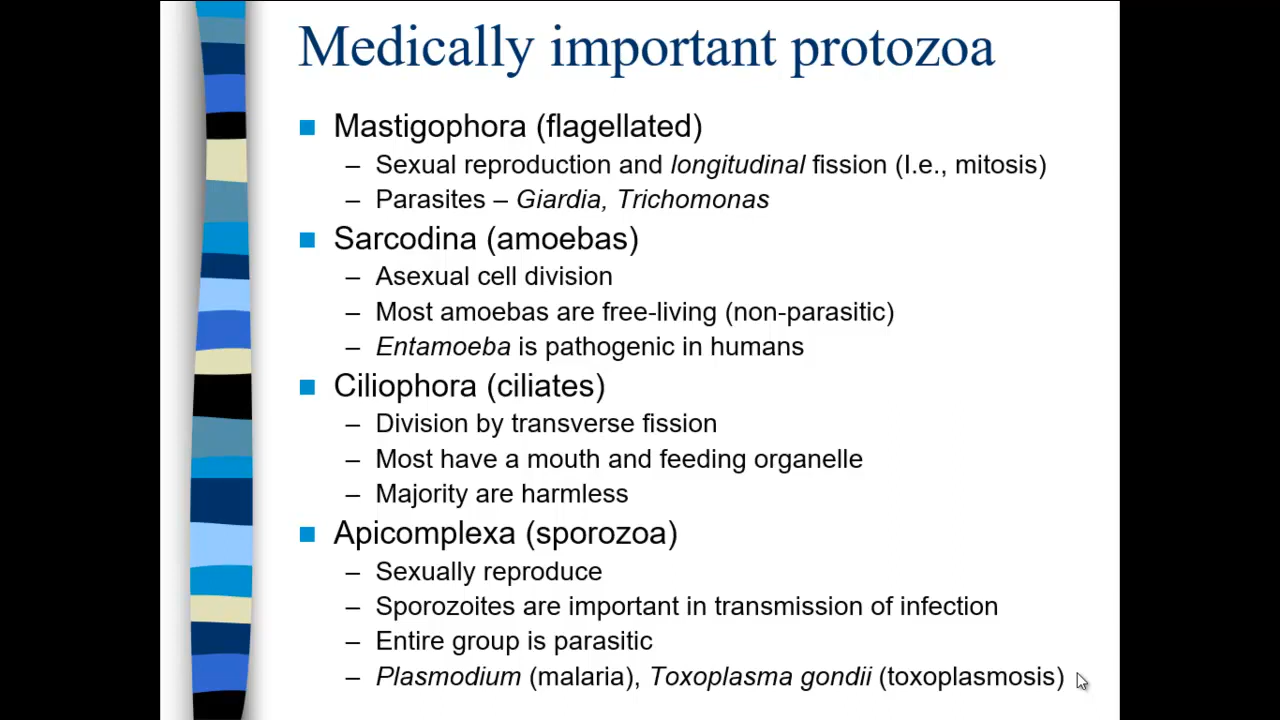 Medically important protozoa
Mastigophora (flagellated)
– Sexual reproduction and longitudinal fission (I.e., mitosis)
– Parasites – Giardia, Trichomonas
Sarcodina (amoebas)
– Asexual cell division
– Most amoebas are free-living (non-parasitic)
– Entamoeba is pathogenic in humans
Ciliophora (ciliates)
– Division by transverse fission
– Most have a mouth and feeding organelle
– Majority are harmless
Apicomplexa (sporozoa)
– Sexually reproduce
– Sporozoites are important in transmission of infection
– Entire group is parasitic
– Plasmodium (malaria), Toxoplasma gondii (toxoplasmosis)